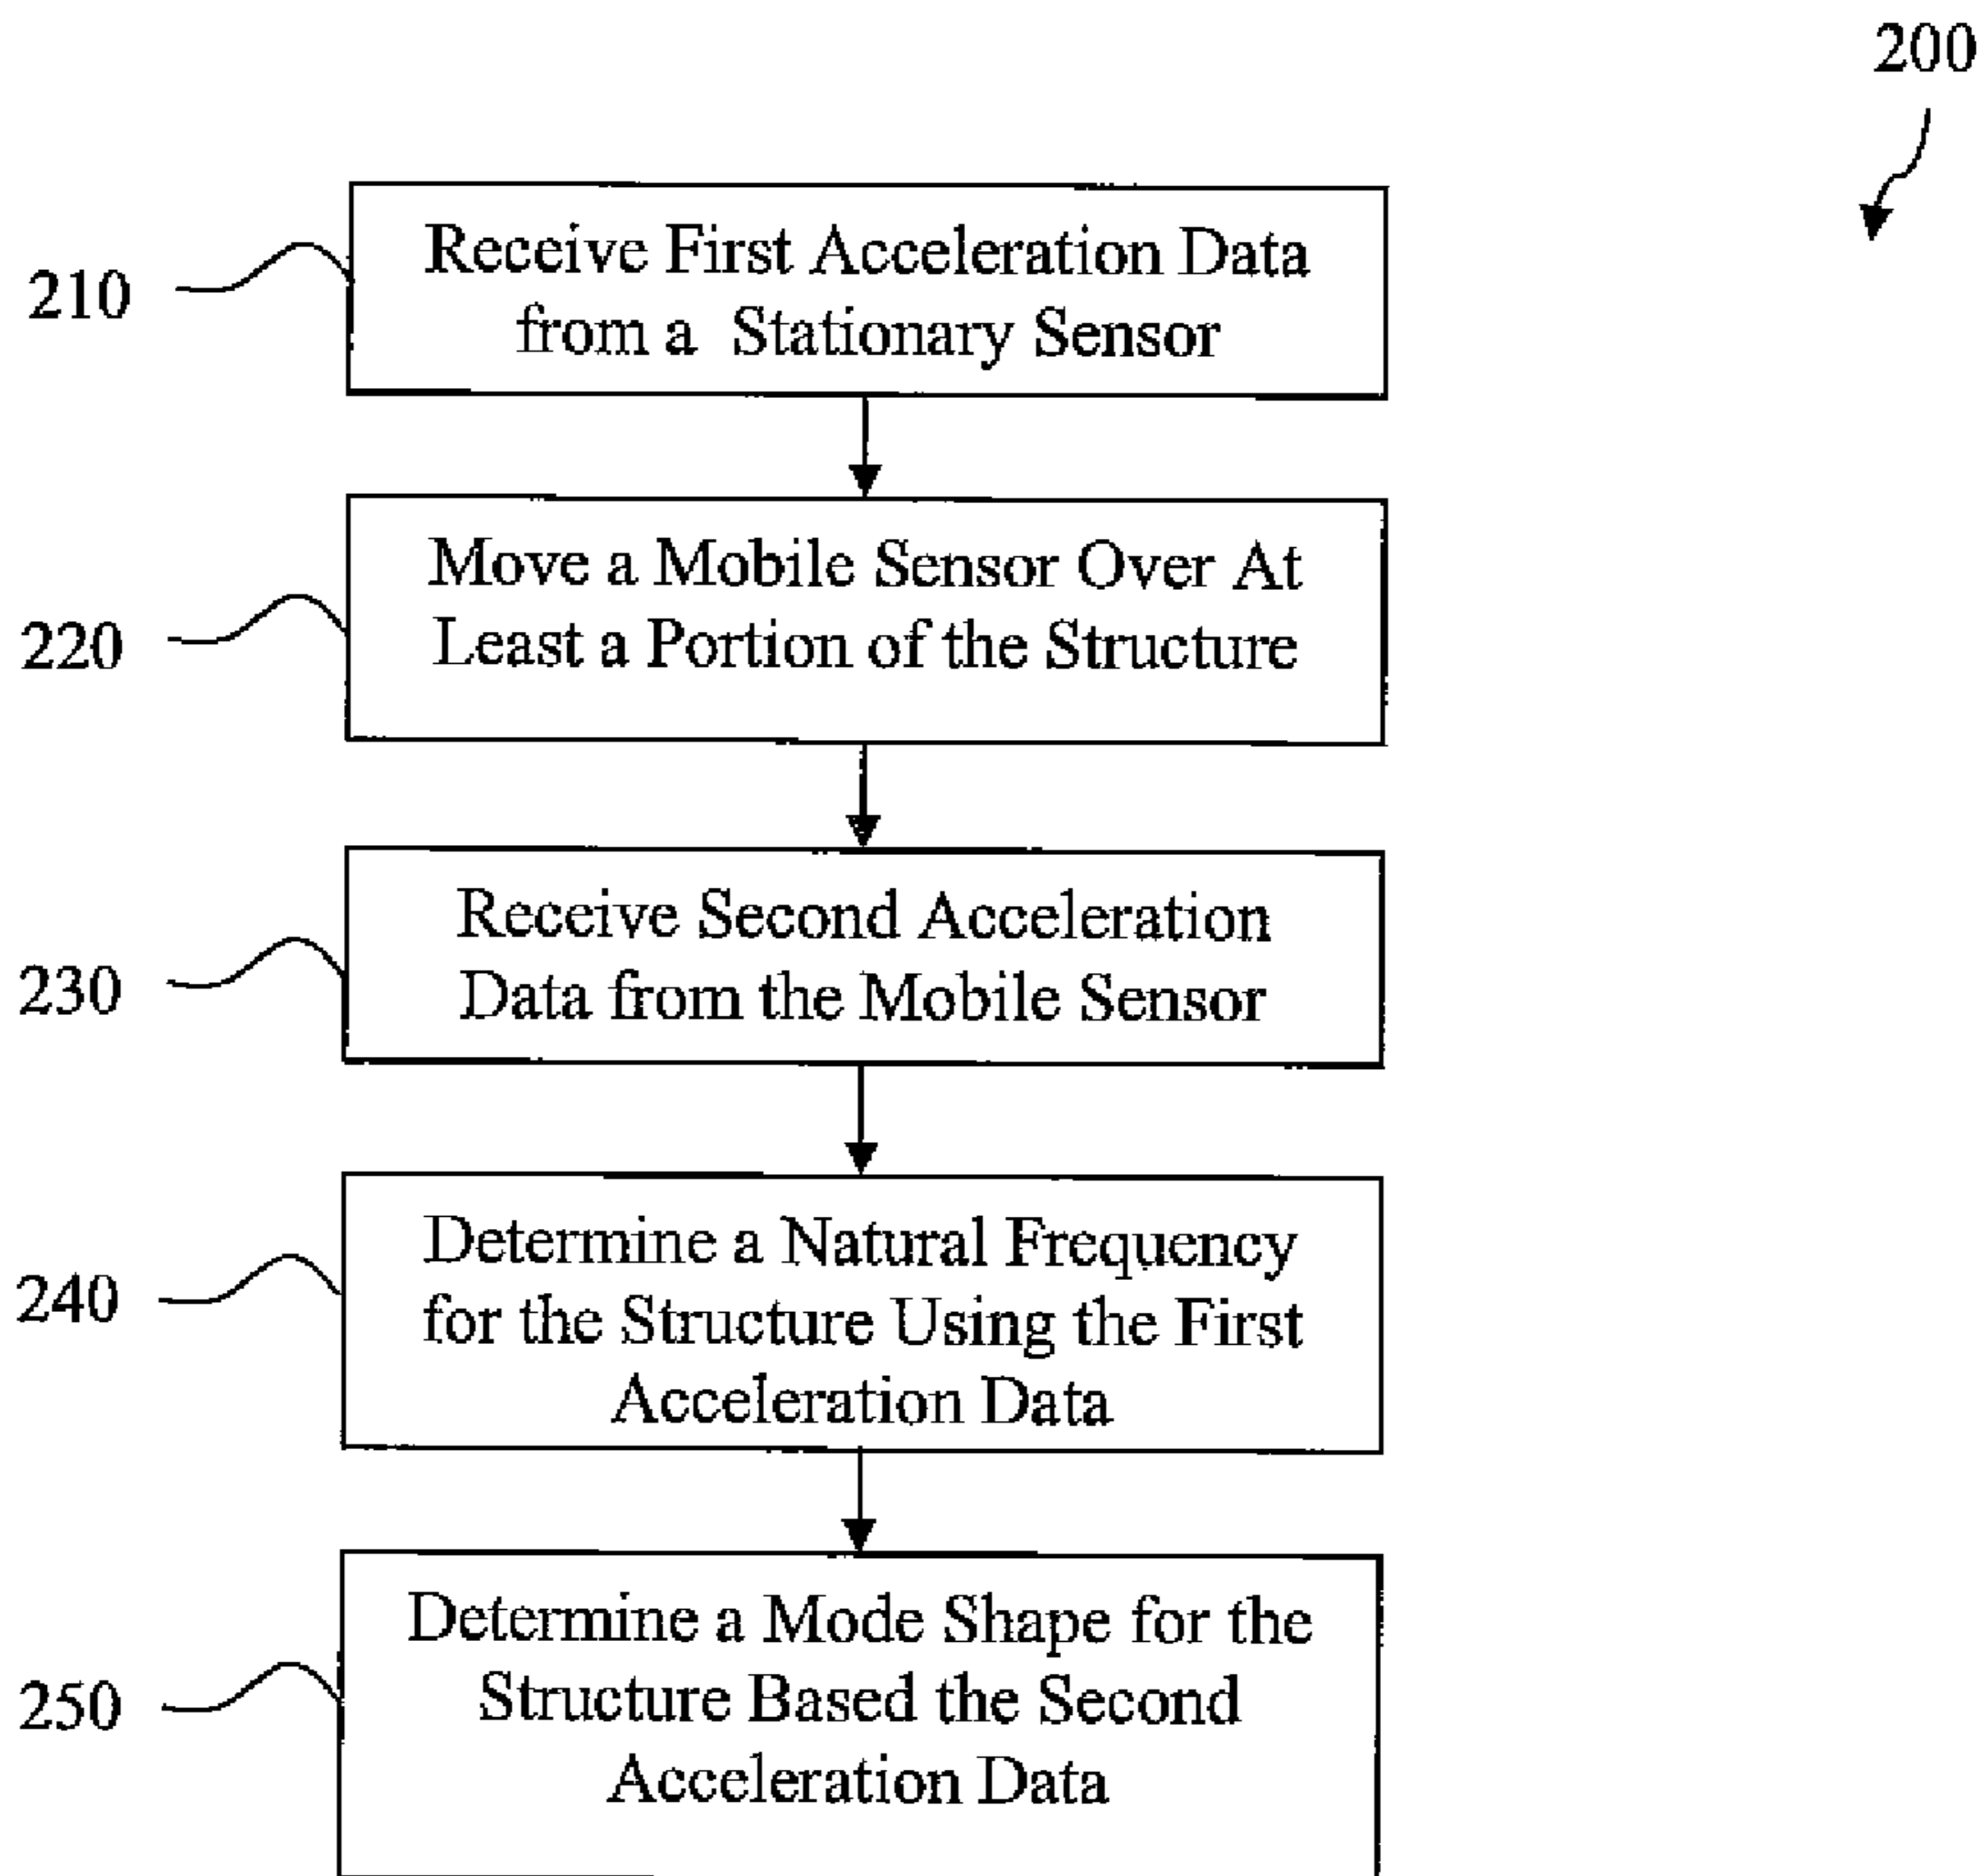 200
210
Receive First Acceleration Data
from a Stationary Sensor
220
Move a Mobile Sensor Over At
Least a Portion of the Structure
230
Receive Second Acceleration
Data from the Mobile Sensor
240
Determine a Natural Frequency
for the Structure Using the First
Acceleration Data
250
Determine a Mode Shape for the
Structure Based the Second
Acceleration Data